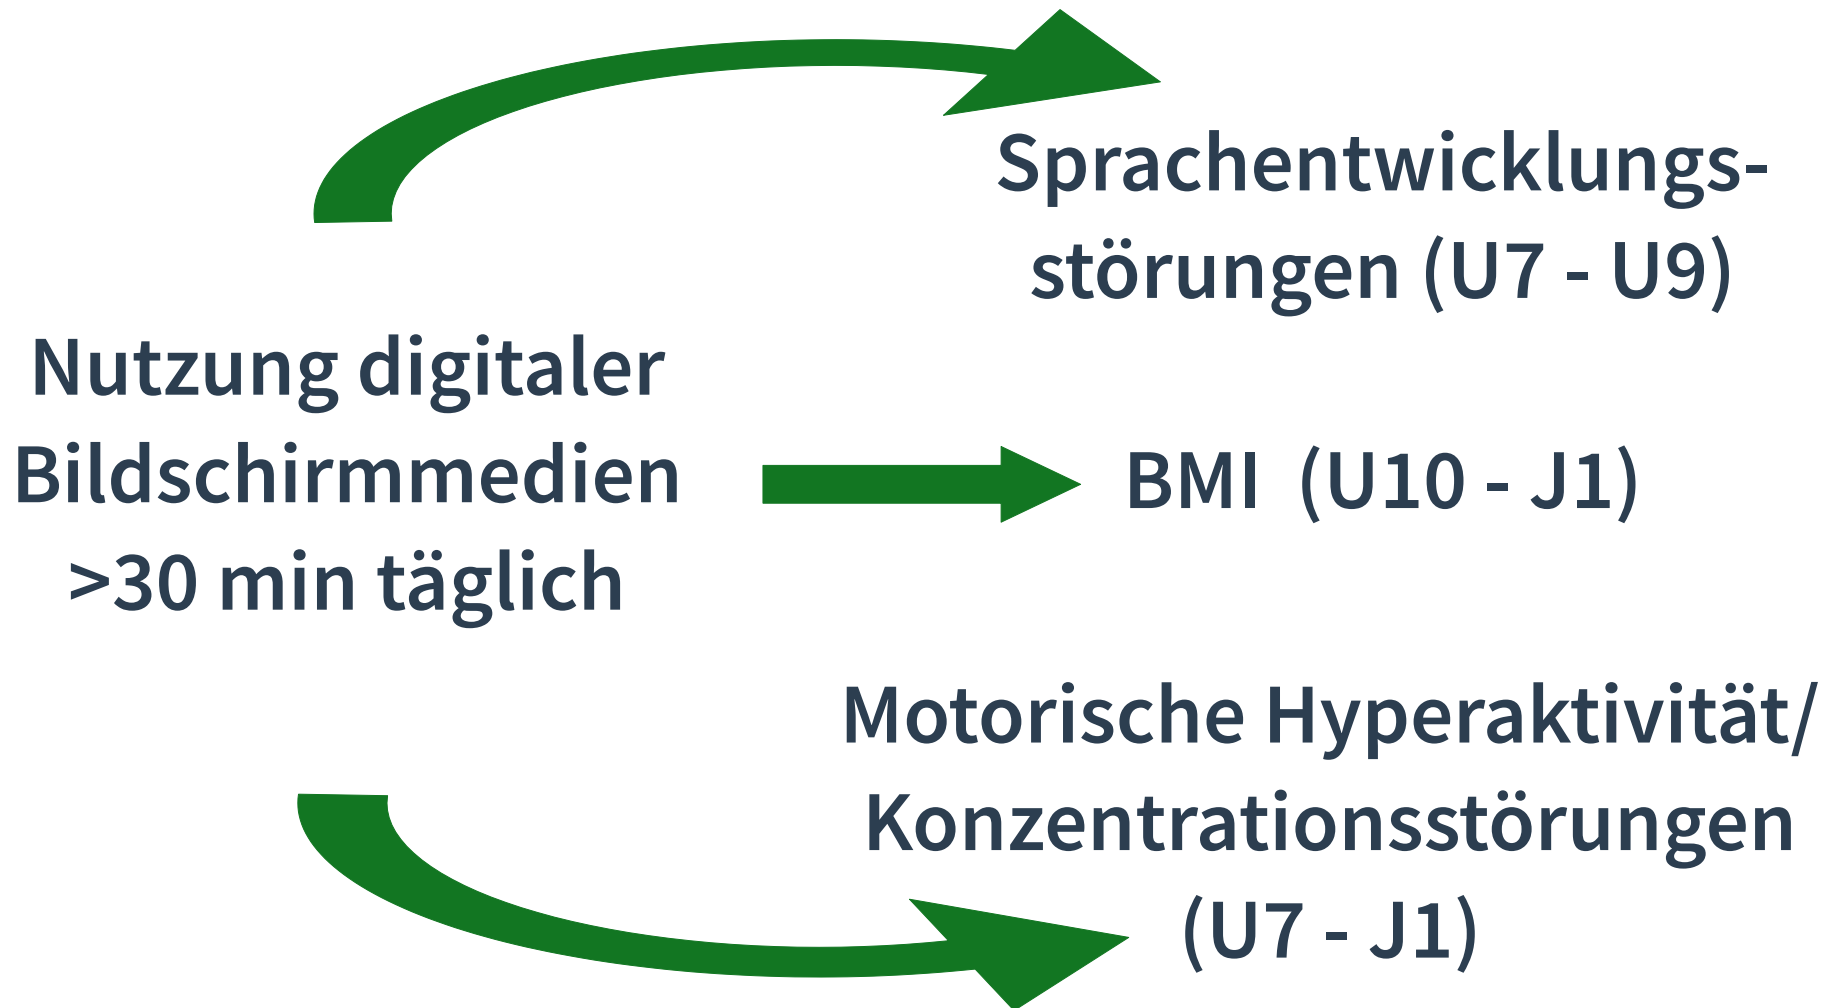 Sprachentwicklungs-
störungen (U7 - U9)
Nutzung digitaler
Bildschirmmedien
>30 min täglich
BMI  (U10 - J1)
Motorische Hyperaktivität/
Konzentrationsstörungen
(U7 - J1)